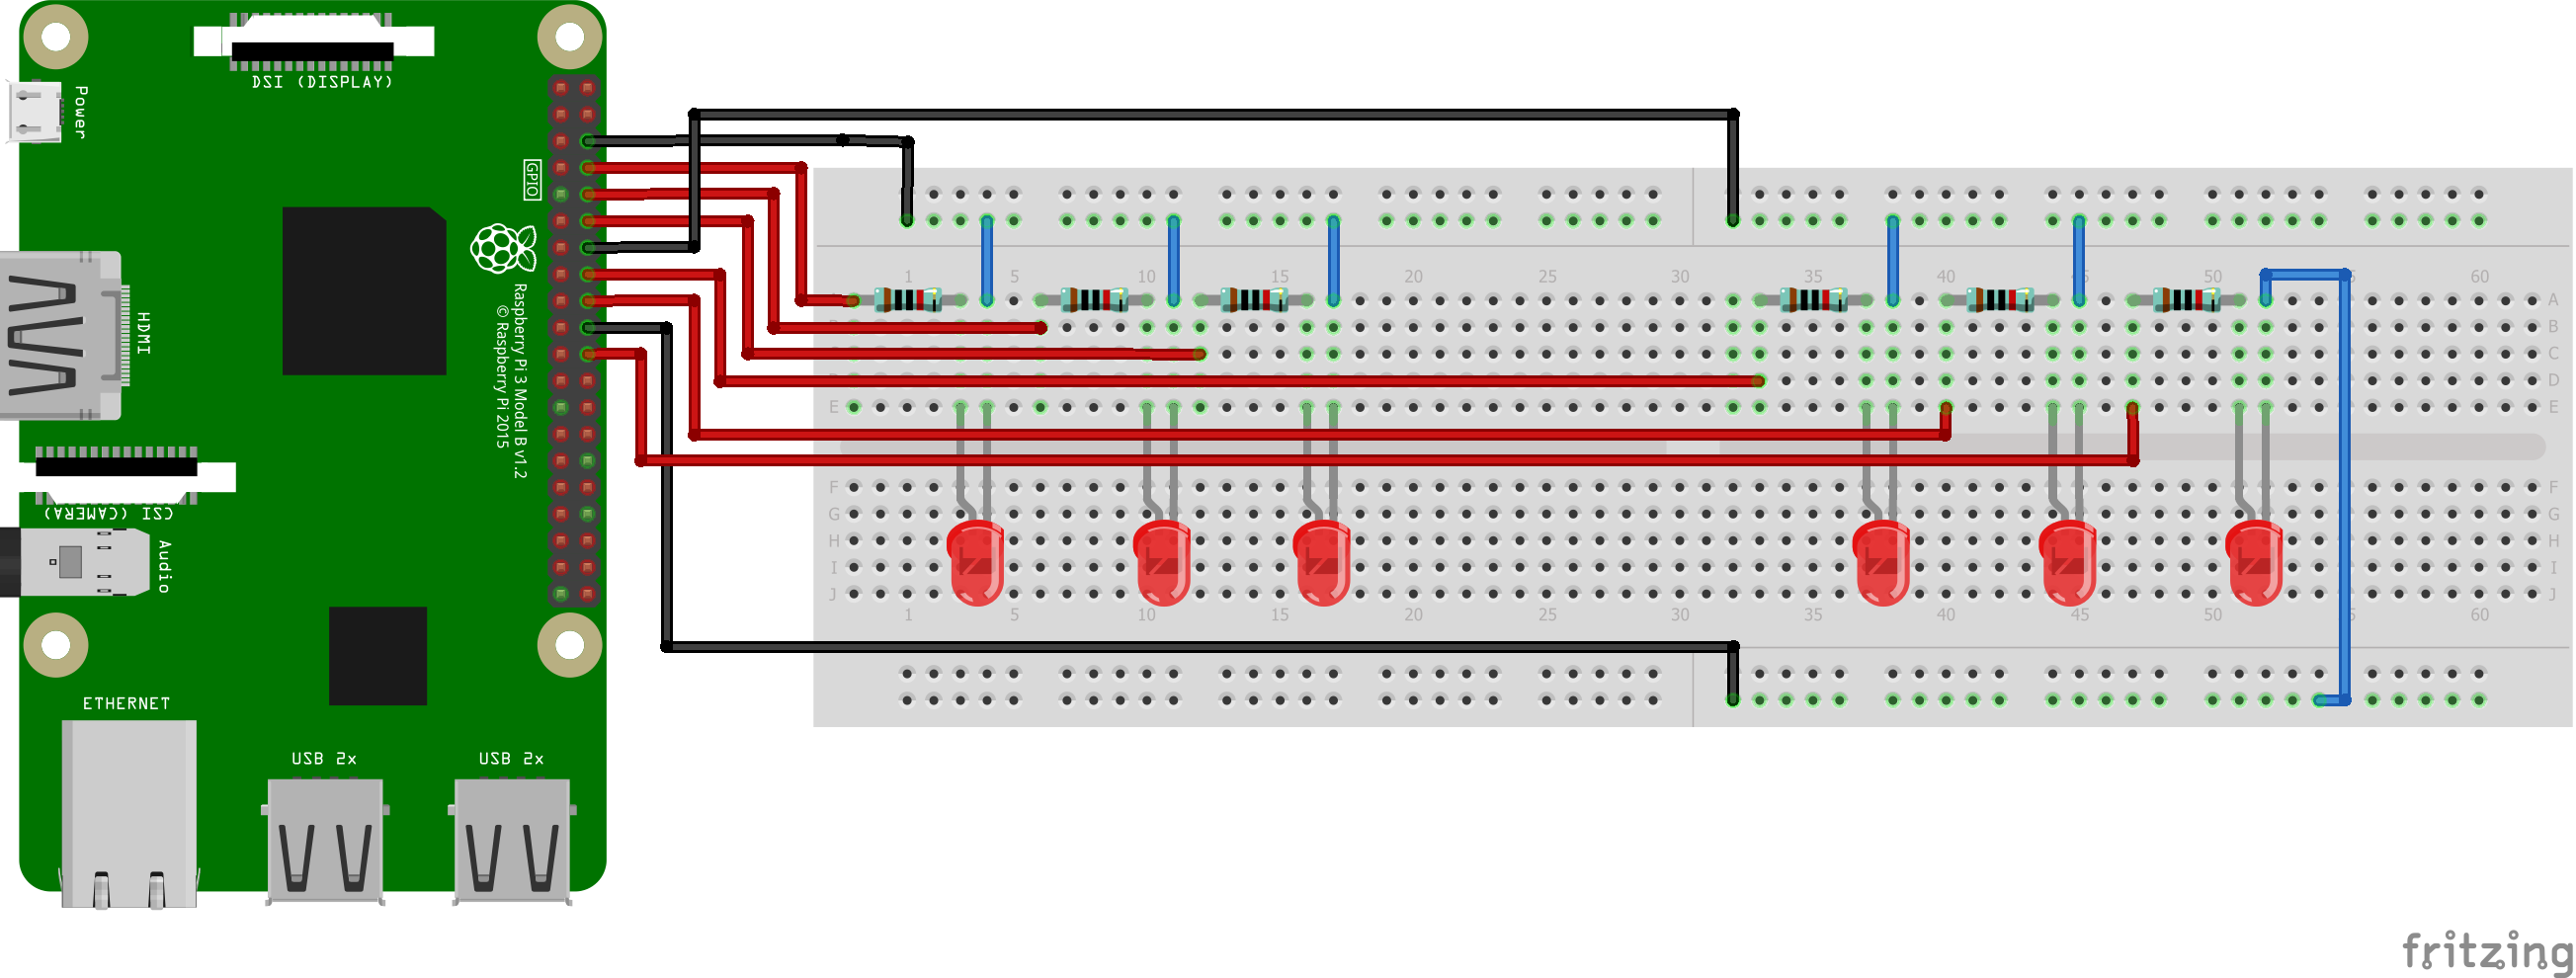 DSI (DISPLAY)
Power
GPIO
HDMI
Raspberry Pi 3 Model B v1.2
© Raspberry Pi 2015
CSI (CAMERA)
Audio
ETHERNET
USB 2x
USB 2x
1 5 10 15 20 25 30 35 40 45 50 60
A
B
C
D
E E
F F
G G
H H
I I
J J
1 5 10 15 20 25 30 35 40 45 50 60
fritzing